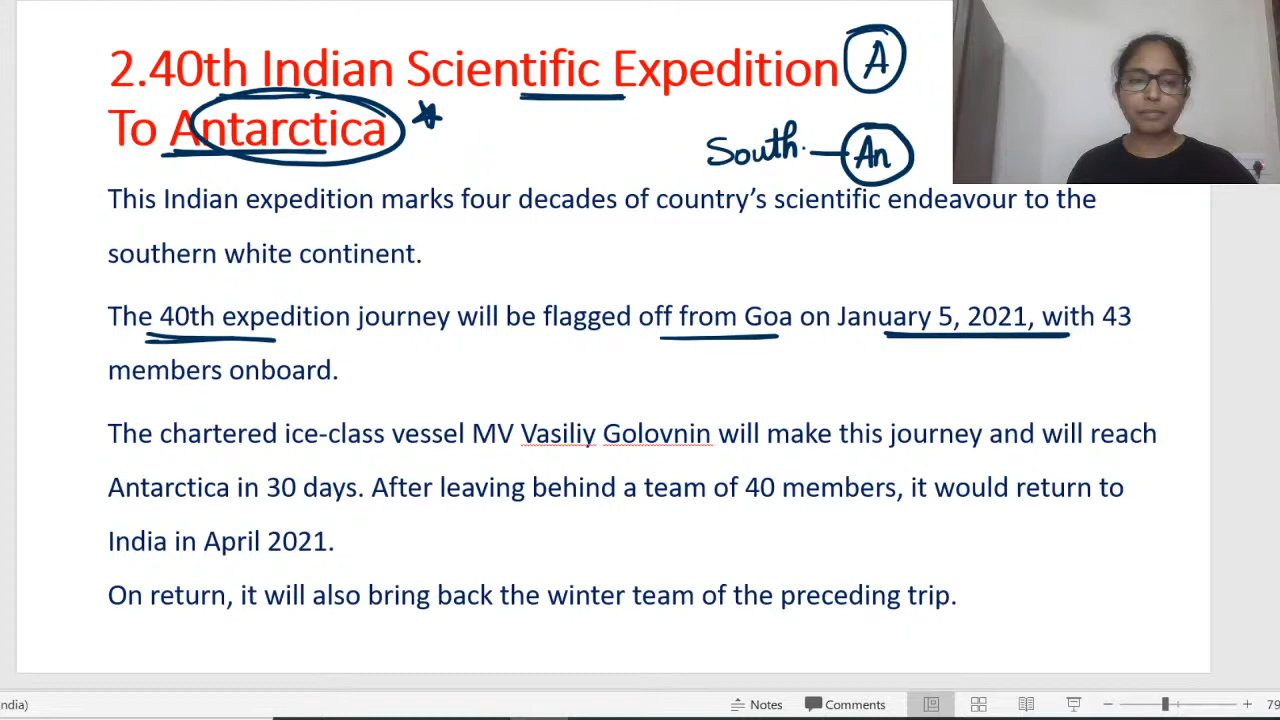 2.40th Indian Scientific Expedition A
To Antarctica
South. — An
This Indian expedition marks four decades of country’s scientific endeavour to the
southern white continent.
The 40th expedition journey will be flagged off from Goa on January 5, 2021, with 43
members onboard.
The chartered ice-class vessel MV Vasiliy Golovnin will make this journey and will reach
Antarctica in 30 days. After leaving behind a team of 40 members, it would return to
India in April 2021.
On return, it will also bring back the winter team of the preceding trip.
ndia)
Notes
Comments
79